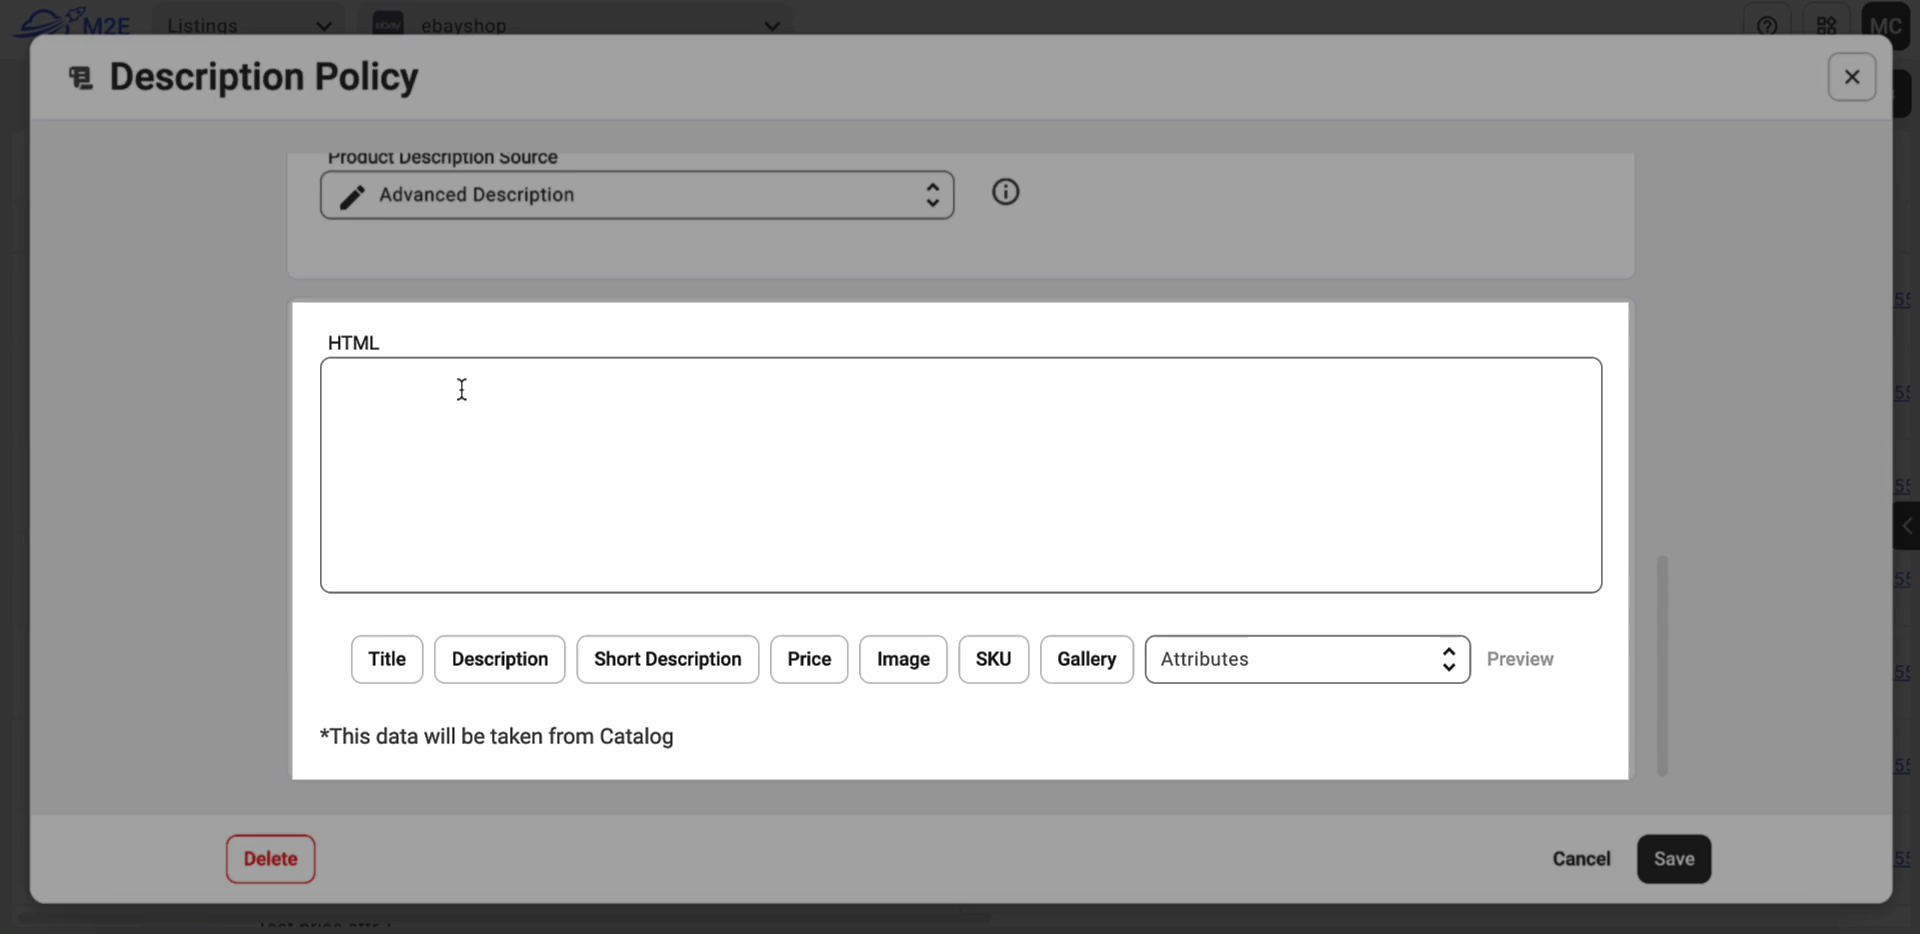 M2E
Listings
ebay
ebayshop
MC
Description Policy
Product Description Source
Advanced Description
HTML
Title
Description
Short Description
Price
Image
SKU
Gallery
Attributes
Preview
*This data will be taken from Catalog
Delete
Cancel
Save